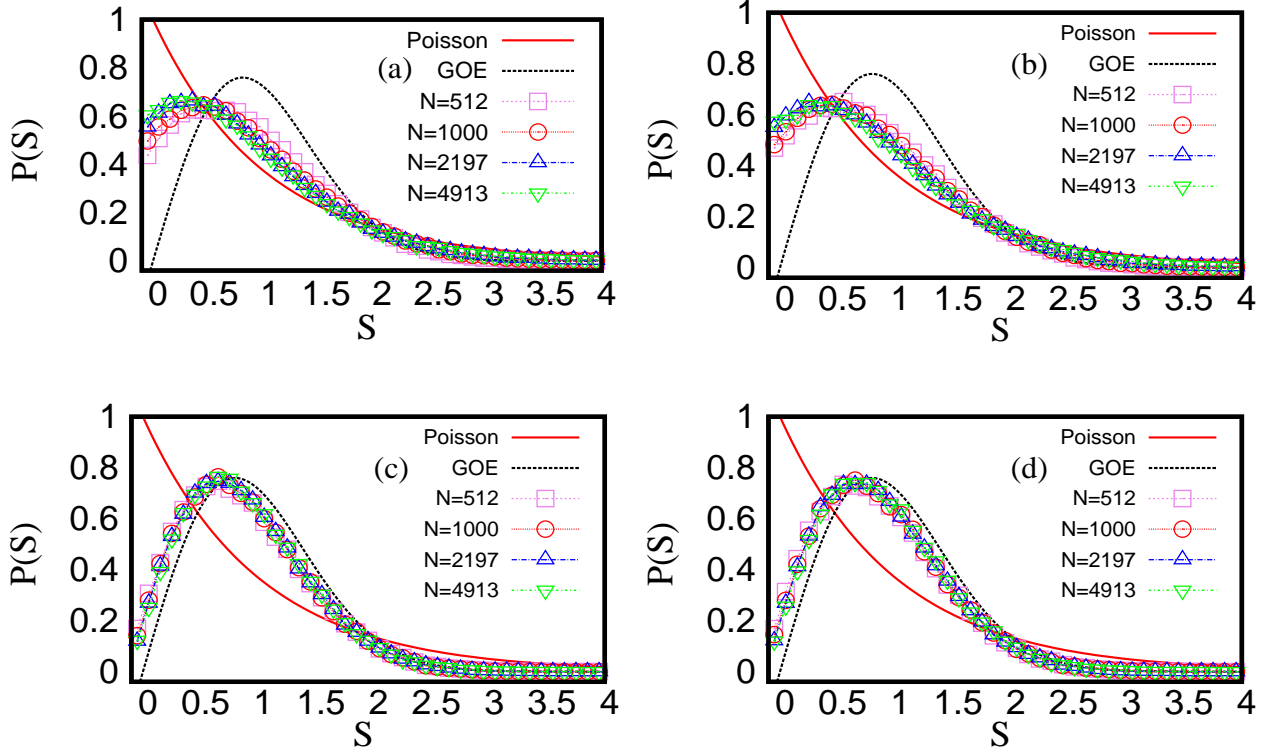 1
0.8
0.6
0.4
0.2
0
P(S)
(a)
Poisson
GOE
N=512
N=1000
N=2197
N=4913
0 0.5 1 1.5 2 2.5 3 3.5 4
S
1
0.8
0.6
0.4
0.2
0
P(S)
(b)
Poisson
GOE
N=512
N=1000
N=2197
N=4913
0 0.5 1 1.5 2 2.5 3 3.5 4
S
1
0.8
0.6
0.4
0.2
0
P(S)
(c)
Poisson
GOE
N=512
N=1000
N=2197
N=4913
0 0.5 1 1.5 2 2.5 3 3.5 4
S
1
0.8
0.6
0.4
0.2
0
P(S)
(d)
Poisson
GOE
N=512
N=1000
N=2197
N=4913
0 0.5 1 1.5 2 2.5 3 3.5 4
S